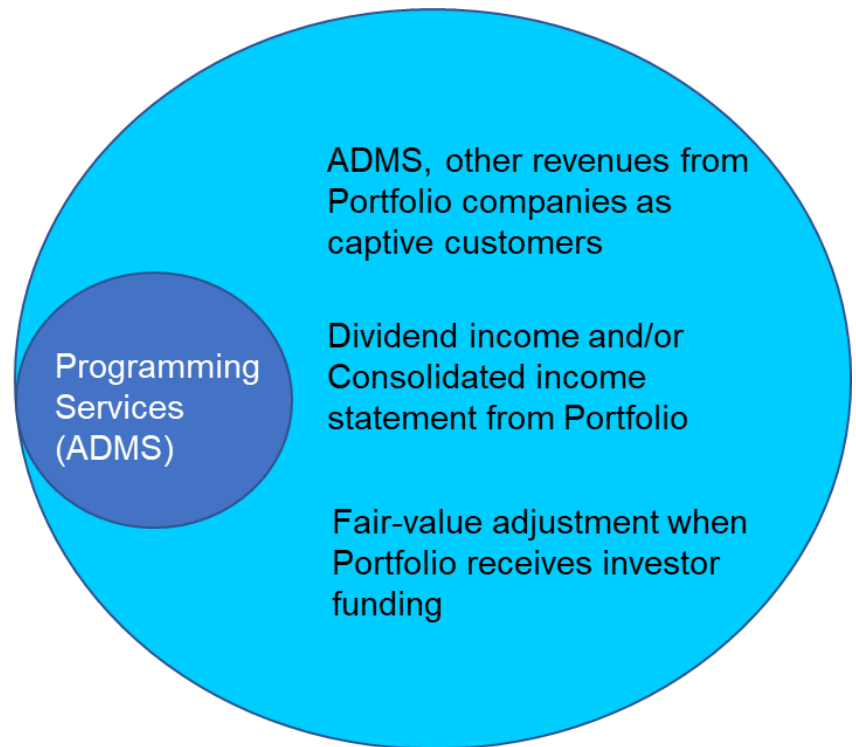 ADMS, other revenues from
Portfolio companies as
captive customers
Programming
Services
(ADMS)
Dividend income and/or
Consolidated income
statement from Portfolio
Fair-value adjustment when
Portfolio receives investor
funding